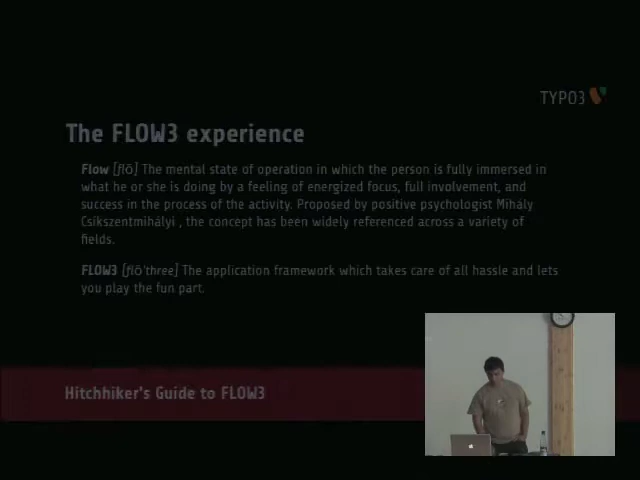 TYPO3
The FLOW3 experience
Flow [flō] The mental state of operation in which the person is fully immersed in
what he or she is doing by a feeling of energized focus, full involvement, and
success in the process of the activity. Proposed by positive psychologist Mihály
Csíkszentmihályi , the concept has been widely referenced across a variety of
fields.
FLOW3 [flō'three] The application framework which takes care of all hassle and lets
you play the fun part.
Hitchhiker's Guide to FLOW3